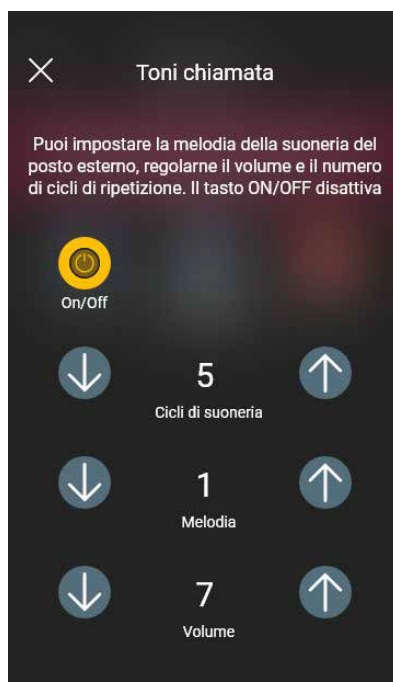 Toni chiamata
Puoi impostare la melodia della suoneria del
posto esterno, regolarne il volume e il numero
di cicli di ripetizione. Il tasto ON/OFF disattiva
On/Off
5
Cicli di suoneria
1
Melodia
7
Volume